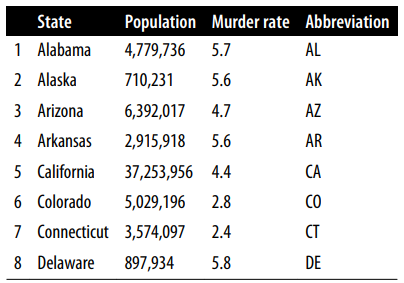 State Population Murder rate Abbreviation
1 Alabama 4,779,736 5.7 AL
2 Alaska 710,231 5.6 AK
3 Arizona 6,392,017 4.7 AZ
4 Arkansas 2,915,918 5.6 AR
5 California 37,253,956 4.4 CA
6 Colorado 5,029,196 2.8 CO
7 Connecticut 3,574,097 2.4 CT
8 Delaware 897,934 5.8 DE